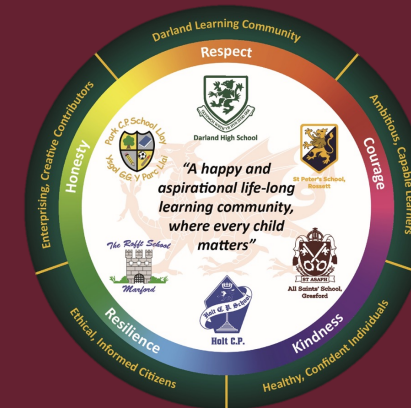 Darland Learning Community
Respect
Enterprising, Creative Contributors
Honesty
Ambitious, Capable Learners
Courage
Darland High School
Park C.P. School Llay
Ysgol G.G. Y Parc Llai
St Peter's School,
Rossett
"A happy and
aspirational life-long
learning community,
where every child
matters"
The Rofft School
Marford
ST ASAPH
All Saints' School,
Gresford
Holt C. P. School
Holt C.P.
Resilience
Kindness
Ethical, Informed Citizens
Healthy, Confident Individuals